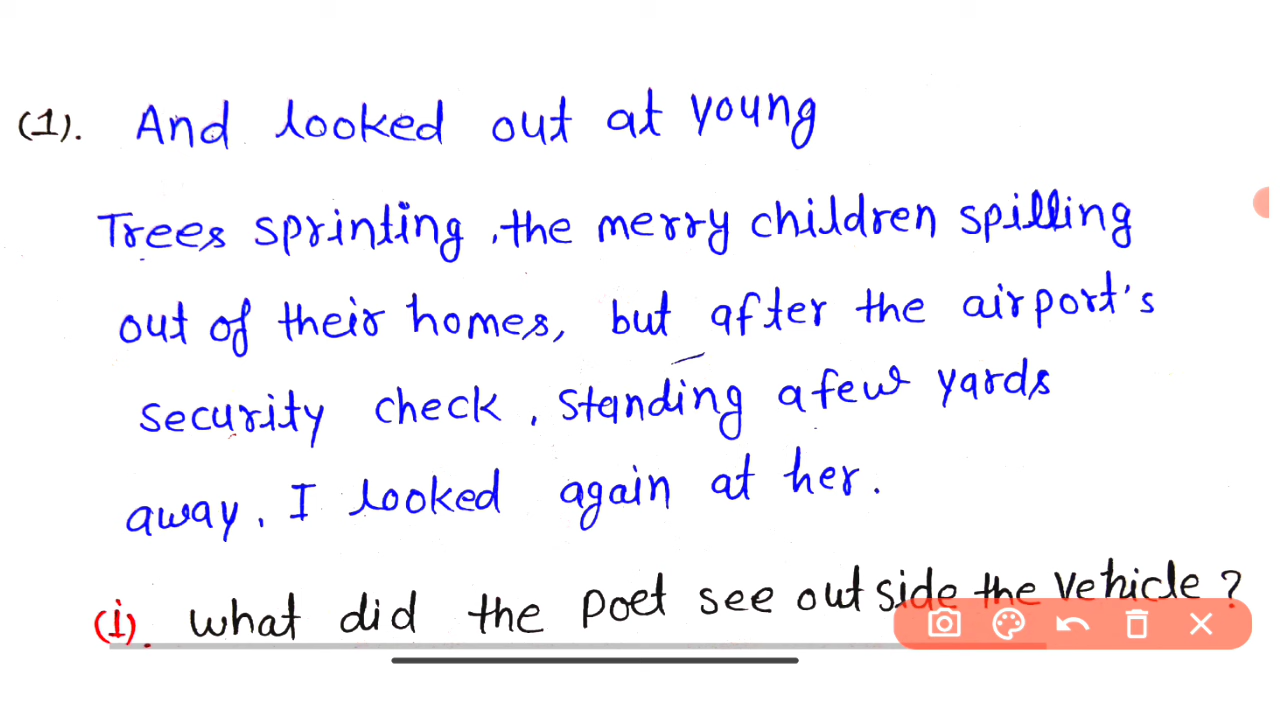 (1). And looked out at young
Trees sprinting, the merry children spilling
out of their homes, but after the airport's
security check, standing a few yards
away, I looked again at her.
(i). What did the poet see outside the vehicle?